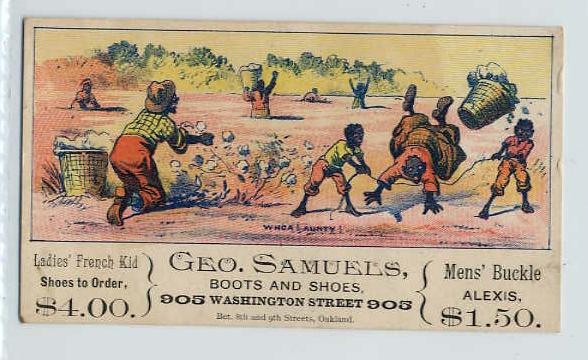 WHOA! AUNTY!
Ladies' French Kid
Shoes to Order,
$4.00.
GEO. SAMUELS,
BOOTS AND SHOES,
905 WASHINGTON STREET 905
Bet. 8th and 9th Streets, Oakland.
Mens' Buckle
ALEXIS,
$1.50.